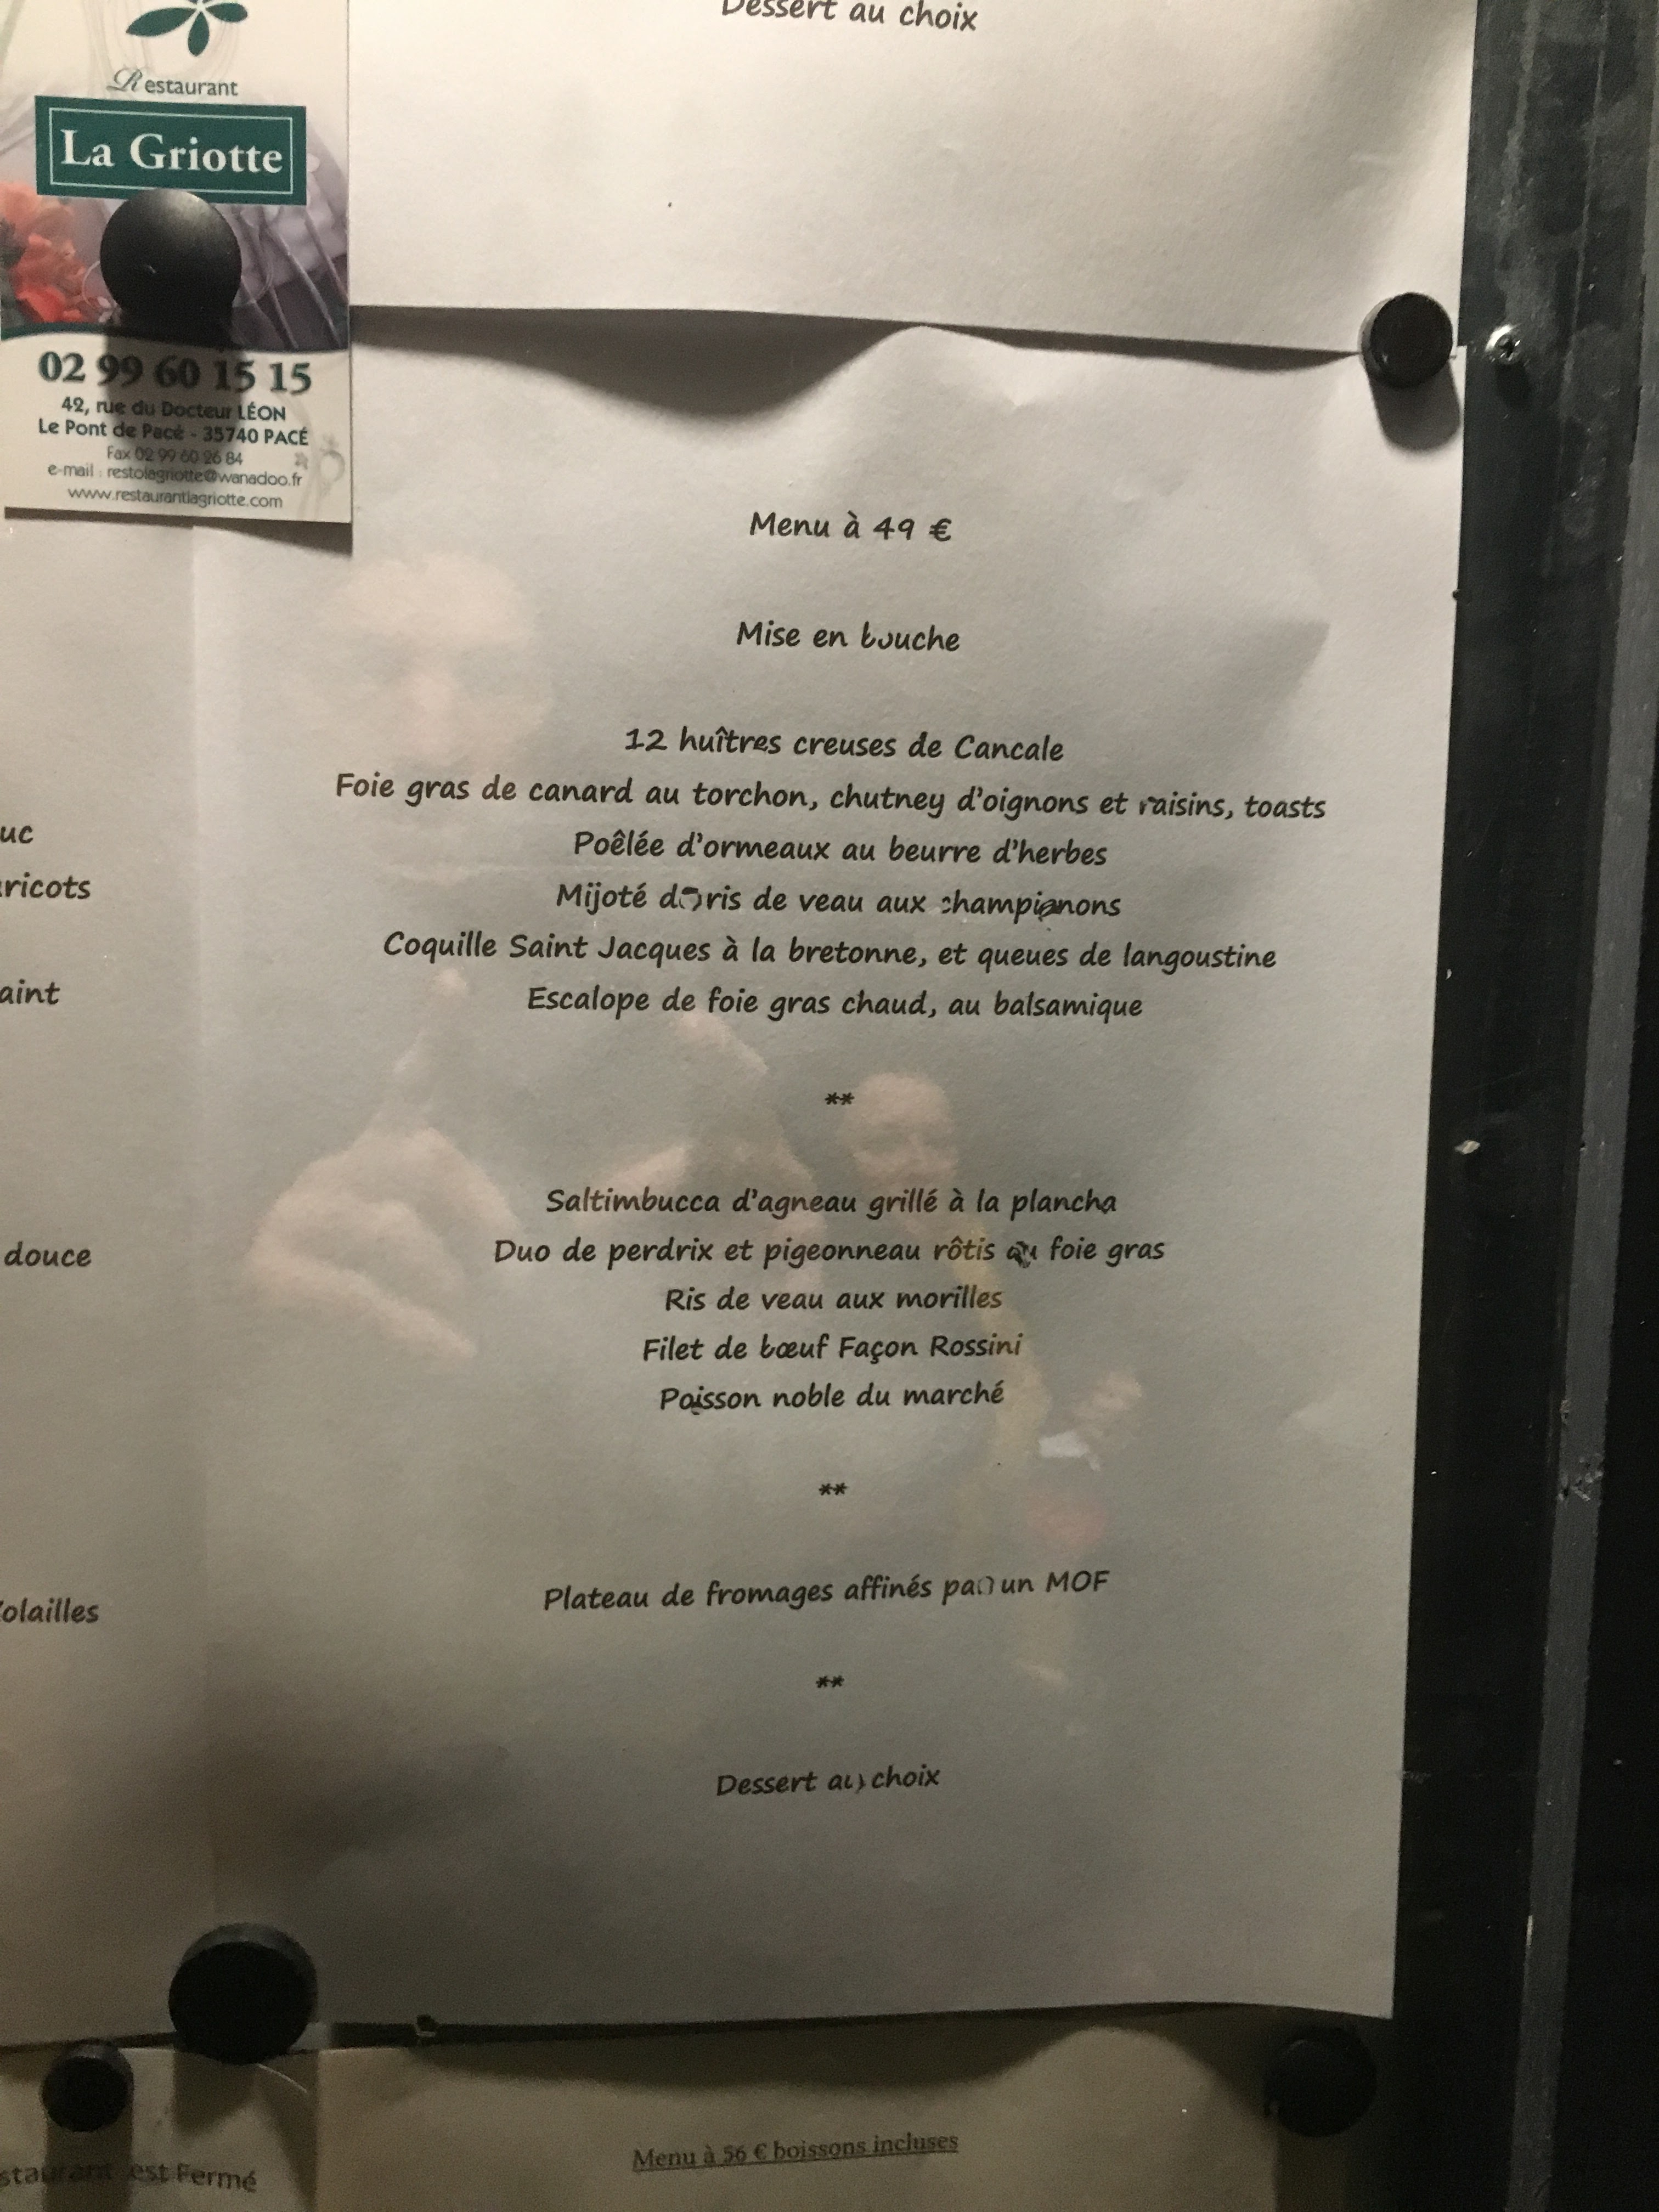 Dessert au choix
Restaurant
La Griotte
02 99 60 15 15
42, rue du Docteur LÉON
Le Pont de Pacé - 35740 PACÉ
Fax 02 99 60 26 84
e-mail : restolagriotte@wanadoo.fr
www.restaurantlagriotte.com
Menu à 49 €
Mise en bouche
12 huîtres creuses de Cancale
Foie gras de canard au torchon, chutney d'oignons et raisins, toasts
Poêlée d'ormeaux au beurre d'herbes
Mijoté de ris de veau aux champignons
Coquille Saint Jacques à la bretonne, et queues de langoustine
Escalope de foie gras chaud, au balsamique
**
Saltimbucca d'agneau grillé à la plancha
Duo de perdrix et pigeonneau rôtis au foie gras
Ris de veau aux morilles
Filet de bœuf Façon Rossini
Poisson noble du marché
**
Plateau de fromages affinés par un MOF
**
Dessert au choix
uc
ricots
aint
douce
olailles
Menu à 56 € boissons incluses
staurant est Fermé